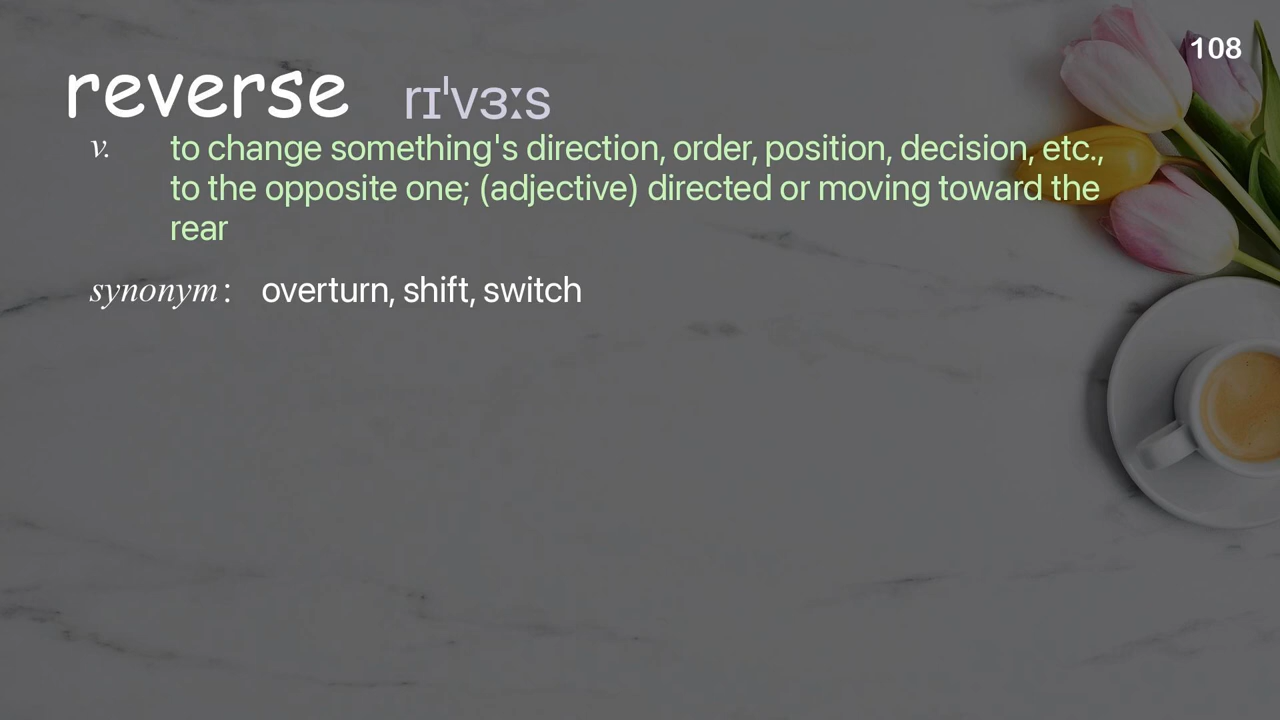 108
reverse rɪˈvɜːs
v. to change something's direction, order, position, decision, etc.,
to the opposite one; (adjective) directed or moving toward the
rear
synonym: overturn, shift, switch